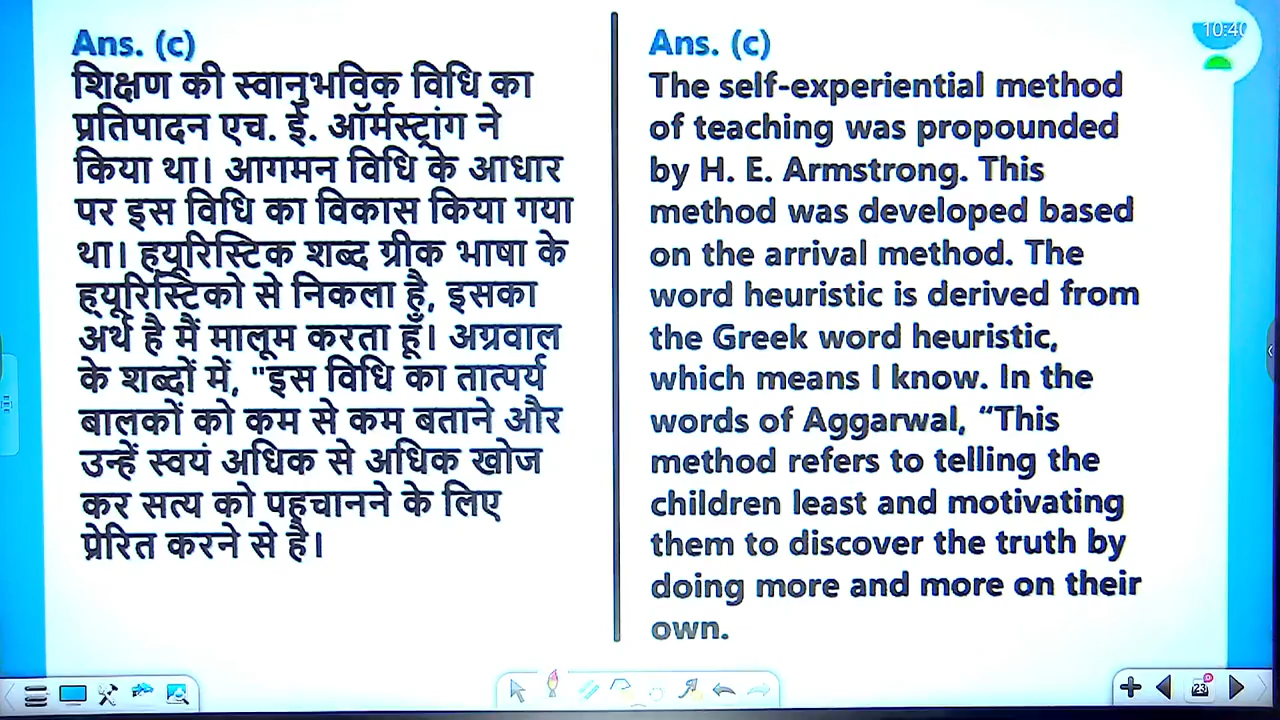 Ans. (c)
शिक्षण की स्वानुभविक विधि का
प्रतिपादन एच. ई. ऑर्मस्ट्रांग ने
किया था। आगमन विधि के आधार
पर इस विधि का विकास किया गया
था। ह्यूरिस्टिक शब्द ग्रीक भाषा के
ह्यूरिस्टिको से निकला है, इसका
अर्थ है मैं मालूम करता हूँ। अग्रवाल
के शब्दों में, "इस विधि का तात्पर्य
बालकों को कम से कम बताने और
उन्हें स्वयं अधिक से अधिक खोज
कर सत्य को पहचानने के लिए
प्रेरित करने से है।
Ans. (c)
The self-experiential method
of teaching was propounded
by H. E. Armstrong. This
method was developed based
on the arrival method. The
word heuristic is derived from
the Greek word heuristic,
which means I know. In the
words of Aggarwal, “This
method refers to telling the
children least and motivating
them to discover the truth by
doing more and more on their
own.
10:40
23